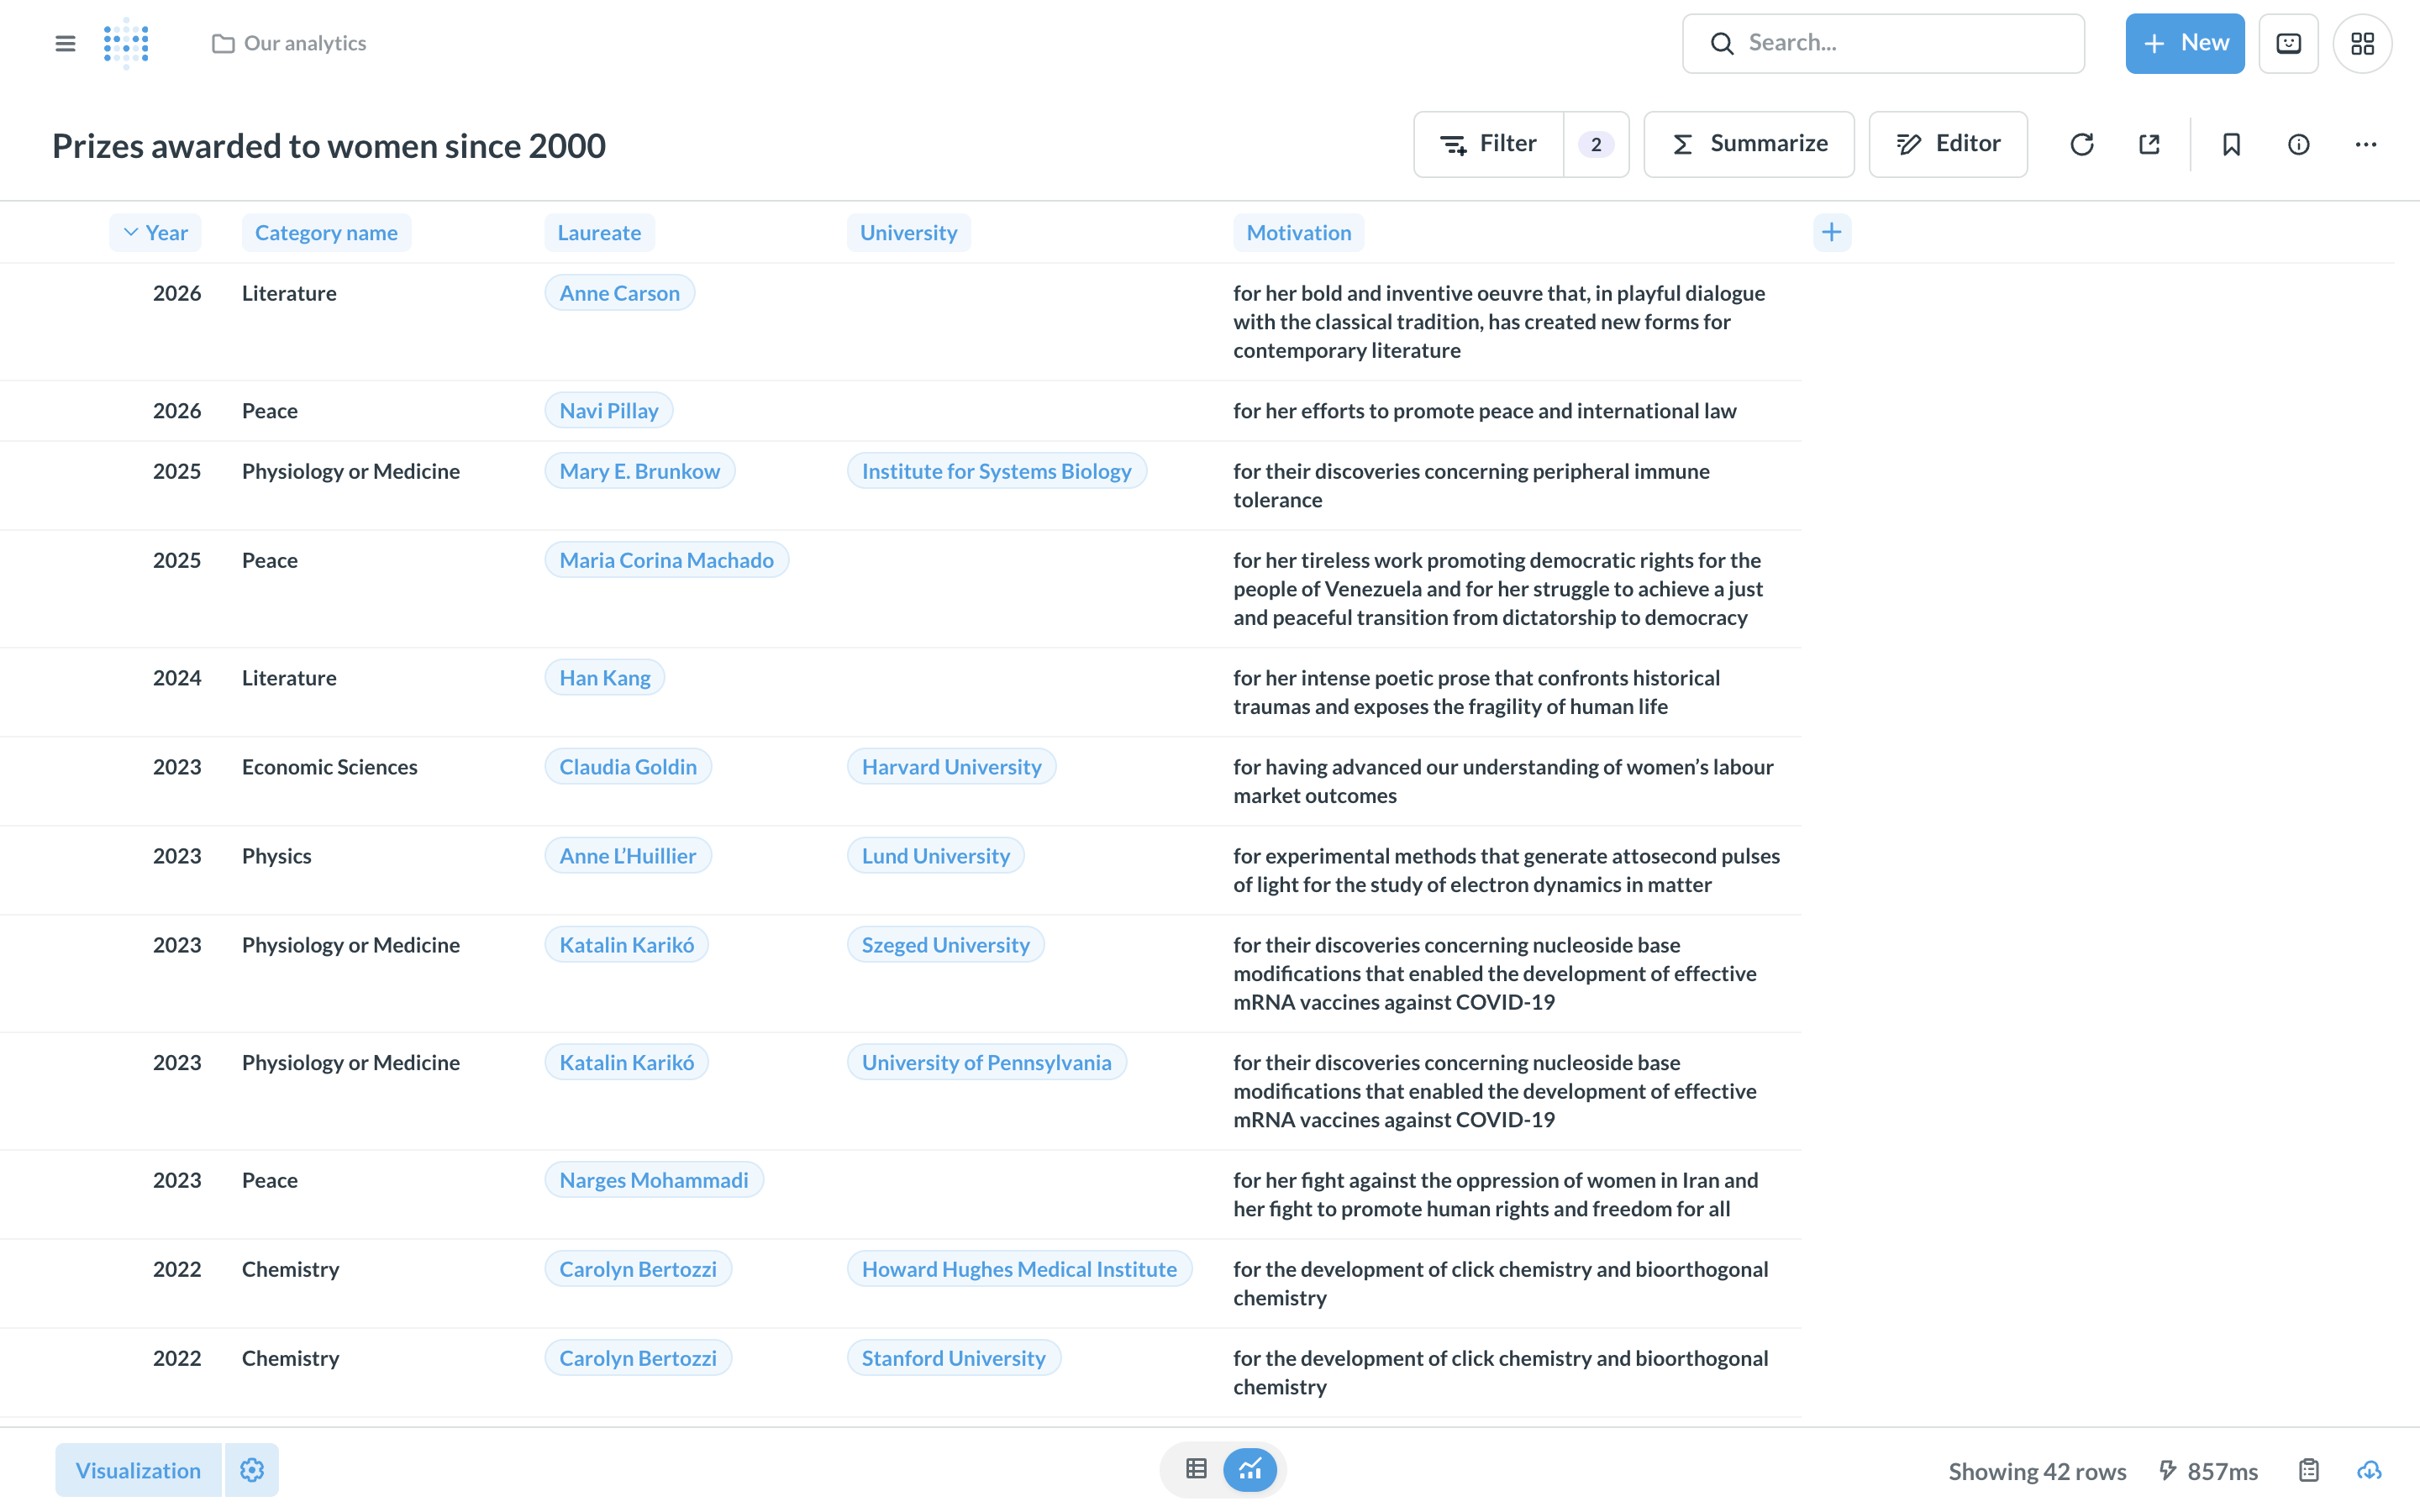 Our analytics
Search...
New
Prizes awarded to women since 2000
Filter 2
Summarize
Editor
Year Category name Laureate University Motivation
2026 Literature Anne Carson for her bold and inventive oeuvre that, in playful dialogue
with the classical tradition, has created new forms for
contemporary literature
2026 Peace Navi Pillay for her efforts to promote peace and international law
2025 Physiology or Medicine Mary E. Brunkow Institute for Systems Biology for their discoveries concerning peripheral immune
tolerance
2025 Peace Maria Corina Machado for her tireless work promoting democratic rights for the
people of Venezuela and for her struggle to achieve a just
and peaceful transition from dictatorship to democracy
2024 Literature Han Kang for her intense poetic prose that confronts historical
traumas and exposes the fragility of human life
2023 Economic Sciences Claudia Goldin Harvard University for having advanced our understanding of women’s labour
market outcomes
2023 Physics Anne L’Huillier Lund University for experimental methods that generate attosecond pulses
of light for the study of electron dynamics in matter
2023 Physiology or Medicine Katalin Karikó Szeged University for their discoveries concerning nucleoside base
modifications that enabled the development of effective
mRNA vaccines against COVID-19
2023 Physiology or Medicine Katalin Karikó University of Pennsylvania for their discoveries concerning nucleoside base
modifications that enabled the development of effective
mRNA vaccines against COVID-19
2023 Peace Narges Mohammadi for her fight against the oppression of women in Iran and
her fight to promote human rights and freedom for all
2022 Chemistry Carolyn Bertozzi Howard Hughes Medical Institute for the development of click chemistry and bioorthogonal
chemistry
2022 Chemistry Carolyn Bertozzi Stanford University for the development of click chemistry and bioorthogonal
chemistry
Visualization
Showing 42 rows
857ms